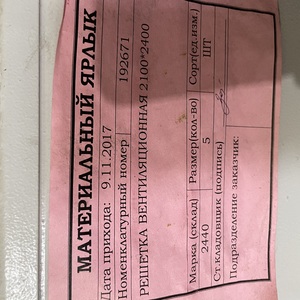 МАТЕРИАЛЬНЫЙ ЯРЛЫК
Дата прихода: 9.11.2017
Номенклатурный номер 192671
РЕШЕТКА ВЕНТИЛЯЦИОННАЯ 2100*2400
Марка (склад) Размер(кол-во) Сорт(ед.изм.)
2440 5 ШТ
Ст.кладовщик (подпись)
Подразделение заказчик: